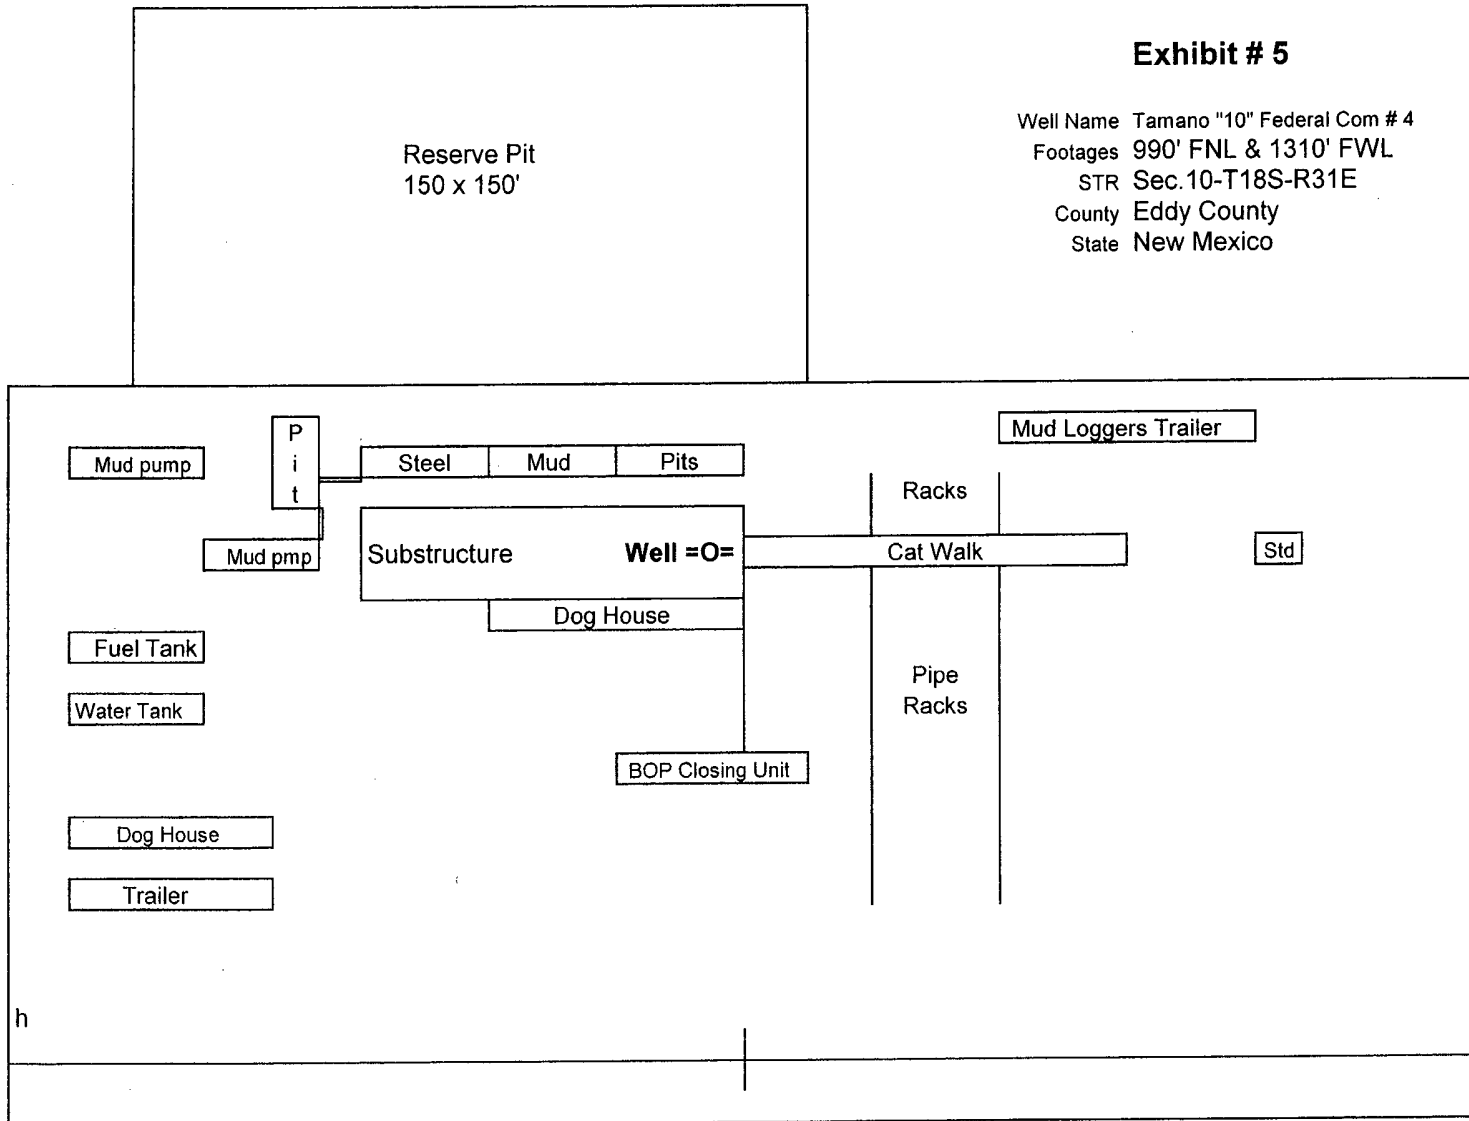 Exhibit # 5
Well Name Tamano "10" Federal Com # 4
Footages 990' FNL & 1310' FWL
STR Sec.10-T18S-R31E
County Eddy County
State New Mexico
Reserve Pit
150 x 150'
Mud Loggers Trailer
Pit
Mud pump
Steel Mud Pits
Racks
Mud pmp
Substructure Well =O=
Cat Walk
Std
Dog House
Fuel Tank
Pipe
Racks
Water Tank
BOP Closing Unit
Dog House
Trailer
h